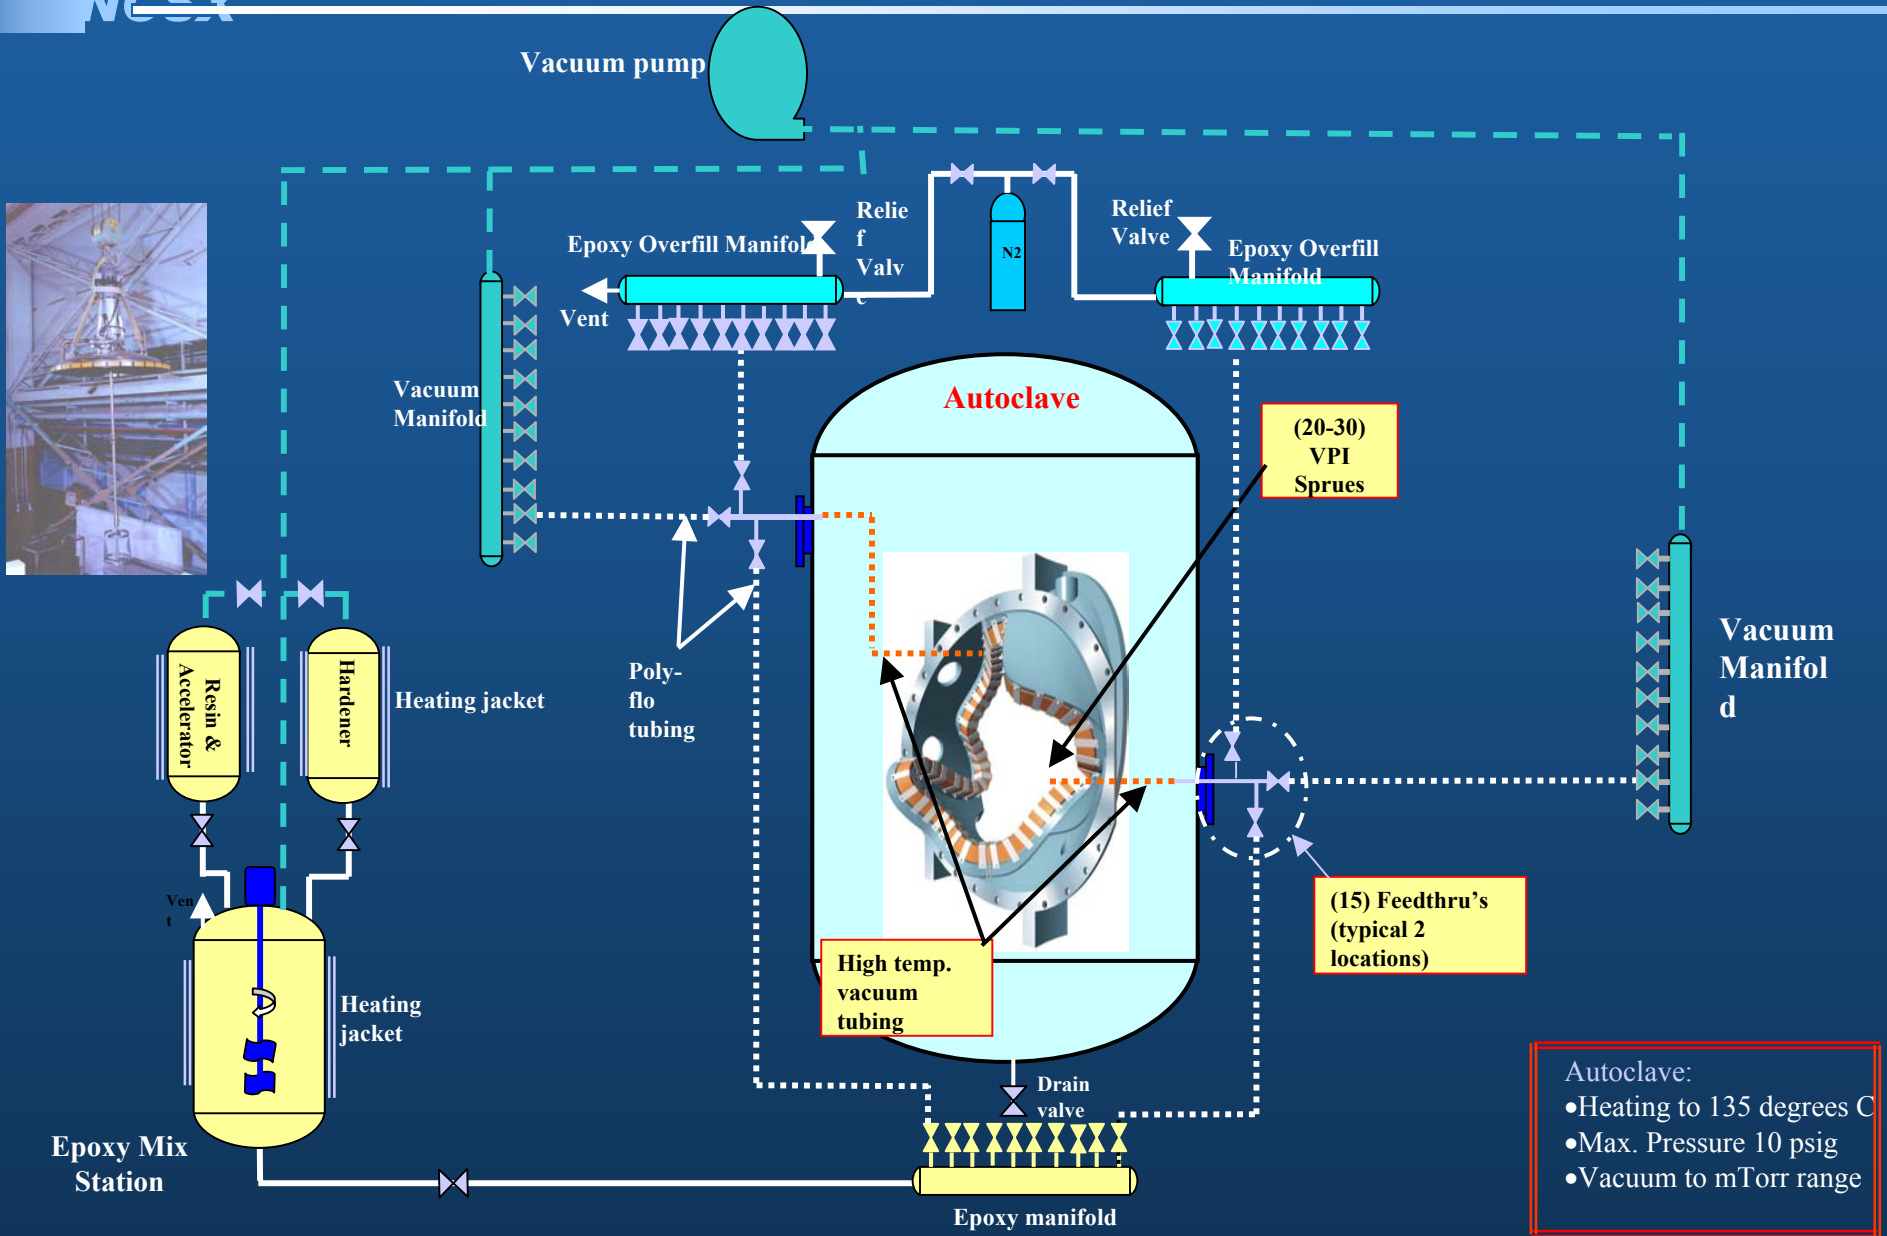 NCSX
Vacuum pump
Relie
f
Valv
e
Relief
Valve
Epoxy Overfill Manifold
Epoxy Overfill
Manifold
N2
Vent
Vacuum
Manifold
Autoclave
(20-30)
VPI
Sprues
Vacuum
Manifol
d
Resin &
Accelerator
Hardener
Heating jacket
Poly-
flo
tubing
Ven
t
(15) Feedthru’s
(typical 2
locations)
High temp.
vacuum
tubing
Heating
jacket
Drain
valve
Epoxy Mix
Station
Epoxy manifold
Autoclave:
•Heating to 135 degrees C
•Max. Pressure 10 psig
•Vacuum to mTorr range